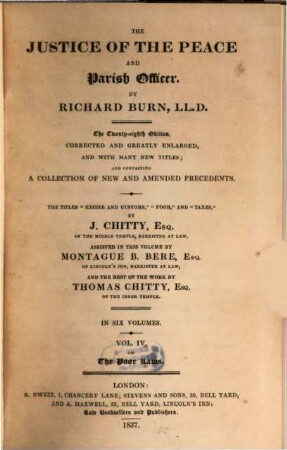 THE
JUSTICE OF THE PEACE
AND
Parish Officer.
BY
RICHARD BURN, LL.D.
The Twenty-eighth Edition,
CORRECTED AND GREATLY ENLARGED,
AND WITH MANY NEW TITLES;
AND CONTAINING
A COLLECTION OF NEW AND AMENDED PRECEDENTS.
THE TITLES "EXCISE AND CUSTOMS," "POOR," AND "TAXES,"
BY
J. CHITTY, ESQ.
OF THE MIDDLE TEMPLE, BARRISTER AT LAW,
ASSISTED IN THIS VOLUME BY
MONTAGUE B. BERE, ESQ.
OF LINCOLN'S INN, BARRISTER AT LAW,
AND THE REST OF THE WORK BY
THOMAS CHITTY, ESQ.
OF THE INNER TEMPLE.
IN SIX VOLUMES.
VOL. IV.
The Poor Laws.
LONDON:
S. SWEET, 1, CHANCERY LANE; STEVENS AND SONS, 39, BELL YARD;
AND A. MAXWELL, 32, BELL YARD, LINCOLN'S INN;
Law Booksellers and Publishers.
1837.